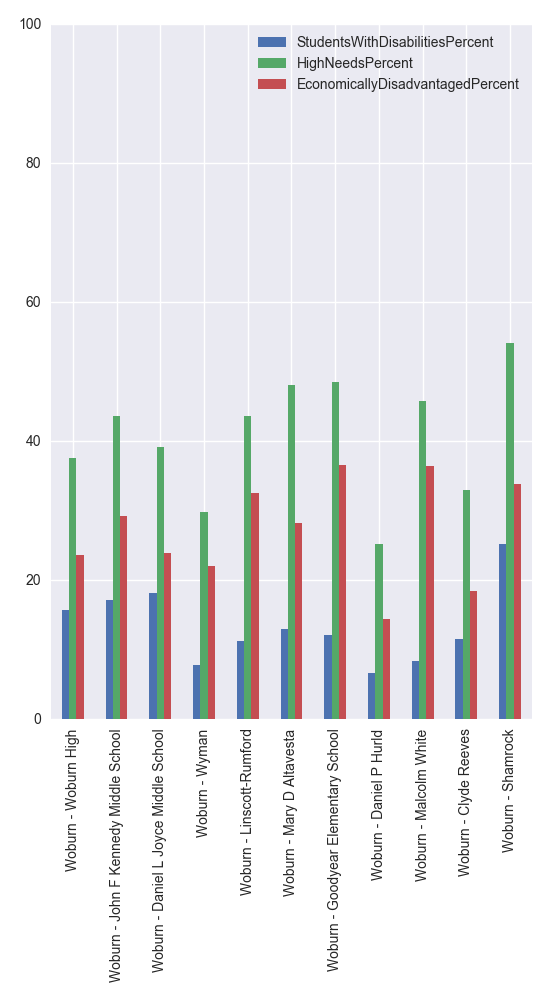 100
80
60
40
20
0
StudentsWithDisabilitiesPercent
HighNeedsPercent
EconomicallyDisadvantagedPercent
Woburn - Woburn High
Woburn - John F Kennedy Middle School
Woburn - Daniel L Joyce Middle School
Woburn - Wyman
Woburn - Linscott-Rumford
Woburn - Mary D Altavesta
Woburn - Goodyear Elementary School
Woburn - Daniel P Hurld
Woburn - Malcolm White
Woburn - Clyde Reeves
Woburn - Shamrock